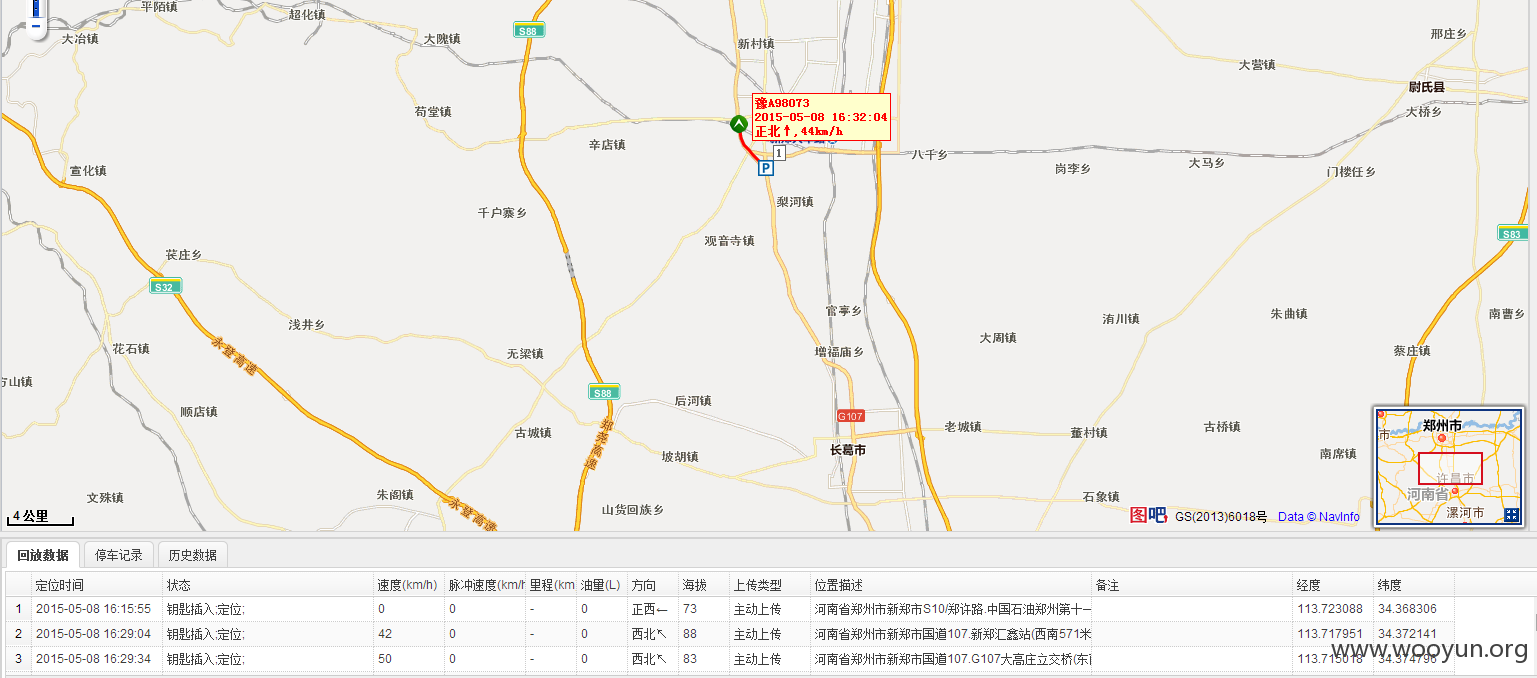 平陌镇
超化镇
大冶镇
大隗镇
S88
新村镇
邢庄乡
大营镇
尉氏县
大桥乡
苟堂镇
豫A98073
2015-05-08 16:32:04
正北↑,44km/h
1
P
辛店镇
八千乡
岗李乡
大马乡
门楼任乡
宣化镇
梨河镇
千户寨乡
观音寺镇
S83
苌庄乡
S32
官亭乡
浅井乡
洧川镇
朱曲镇
南曹乡
大周镇
花石镇
永登高速
无梁镇
增福庙乡
蔡庄镇
方山镇
S88
后河镇
顺店镇
G107
郑尧高速
古城镇
老城镇
董村镇
古桥镇
长葛市
坡胡镇
南席镇
文殊镇
朱阁镇
永登高速
山货回族乡
石象镇
4 公里
图吧 GS(2013)6018号 Data © NavInfo
郑州市
市
许昌市
河南省
漯河市
回放数据 停车记录 历史数据
定位时间 状态 速度(km/h) 脉冲速度(km/h 里程(km 油量(L) 方向 海拔 上传类型 位置描述 备注 经度 纬度
1 2015-05-08 16:15:55 钥匙插入;定位; 0 0 - 0 正西← 73 主动上传 河南省郑州市新郑市S10/郑许路.中国石油郑州第十一 113.723088 34.368306
2 2015-05-08 16:29:04 钥匙插入;定位; 42 0 - 0 西北↖ 88 主动上传 河南省郑州市新郑市国道107.新郑汇鑫站(西南571米 113.717951 34.372141
3 2015-05-08 16:29:34 钥匙插入;定位; 50 0 - 0 西北↖ 83 主动上传 河南省郑州市新郑市国道107.G107大高庄立交桥(东南 113.715018 34.374796
www.wooyun.org